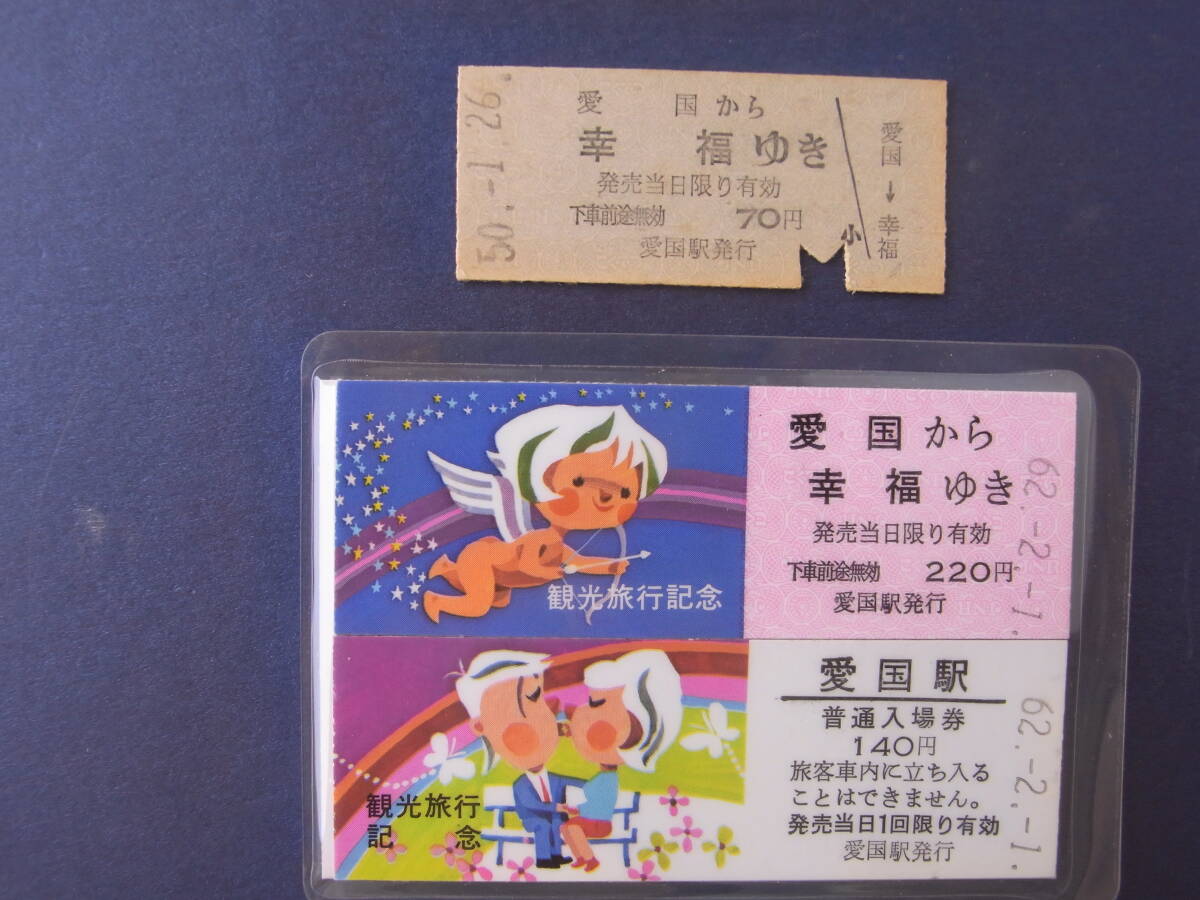 50.-1.26.
愛国から
幸福ゆき
発売当日限り有効
下車前途無効 70円
愛国駅発行
小
愛国→幸福
観光旅行記念
愛国から
幸福ゆき
発売当日限り有効
下車前途無効 220円
愛国駅発行
62.-2.-1.
観光旅行
記念
愛国駅
普通入場券
140円
旅客車内に立ち入る
ことはできません。
発売当日1回限り有効
愛国駅発行
62.-2.-1.